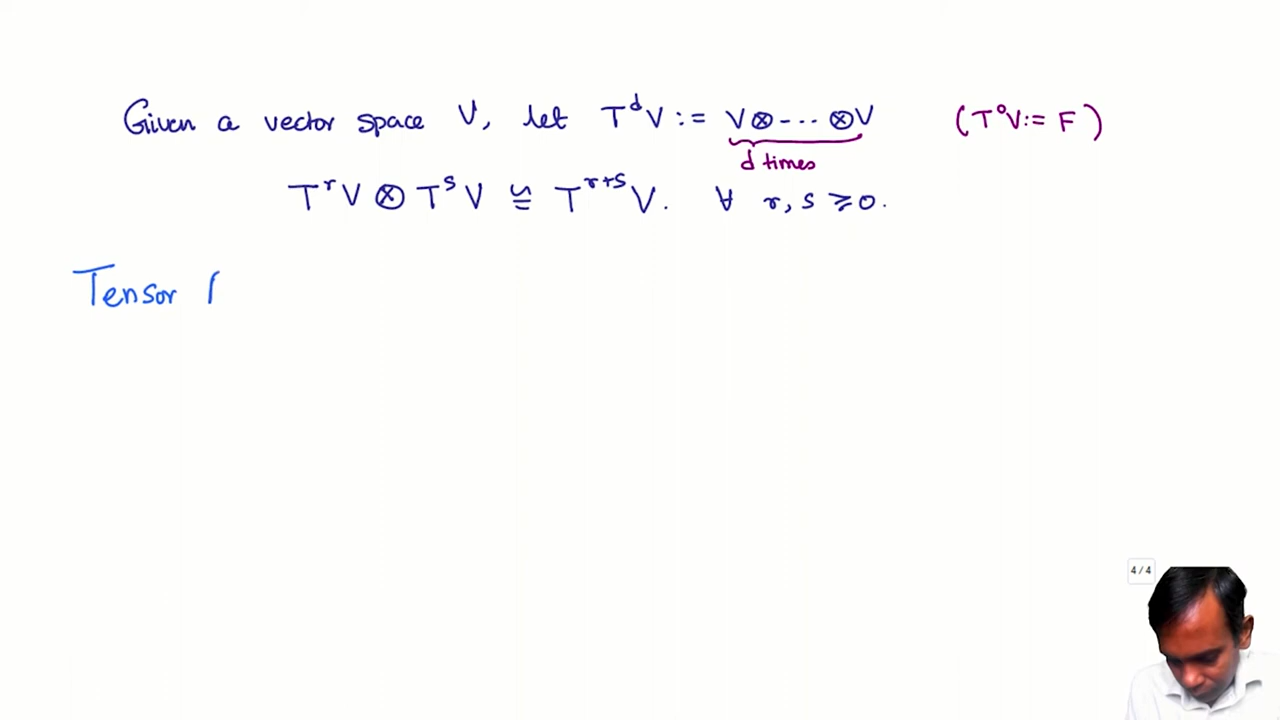 Given a vector space V, let T^d V := V⊗---⊗V (T^0 V := F)
d times
T^r V ⊗ T^s V ≅ T^{r+s} V. ∀ r, s ⩾ 0.
Tensor
4/4